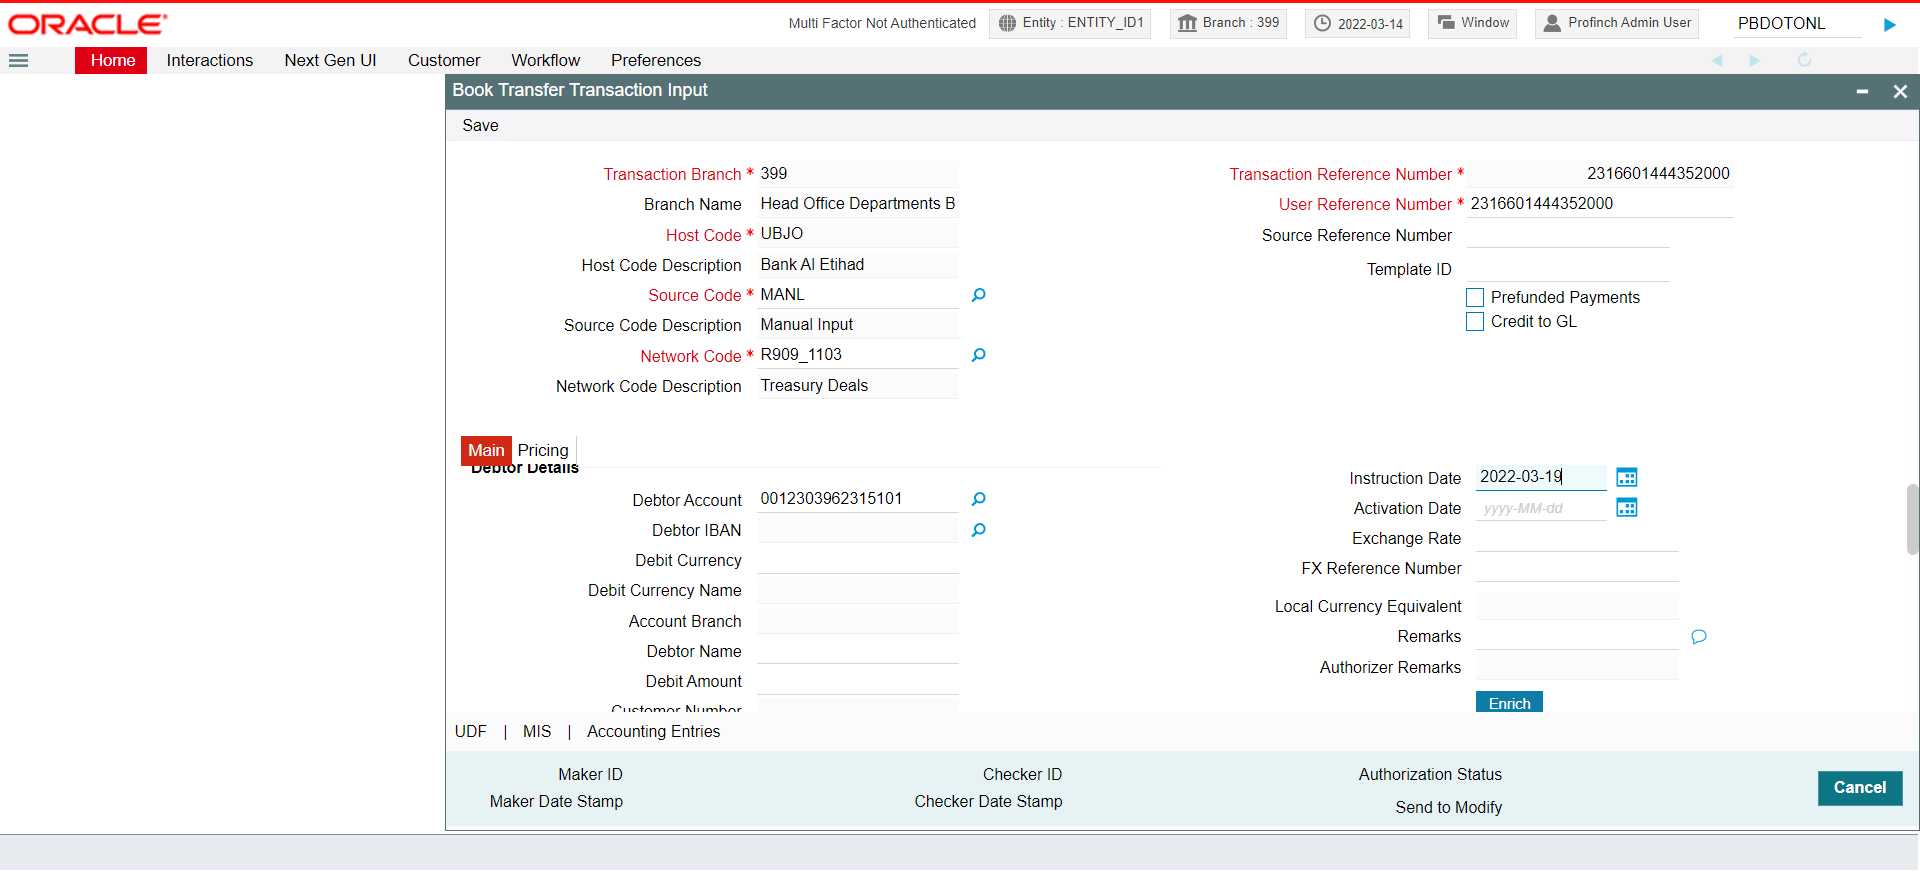 ORACLE
Multi Factor Not Authenticated
Entity : ENTITY_ID1
Branch : 399
2022-03-14
Window
Profinch Admin User
PBDOTONL
Home
Interactions
Next Gen UI
Customer
Workflow
Preferences
Book Transfer Transaction Input
Save
Transaction Branch * 399
Branch Name Head Office Departments B
Host Code * UBJO
Host Code Description Bank Al Etihad
Source Code * MANL
Source Code Description Manual Input
Network Code * R909_1103
Network Code Description Treasury Deals
Transaction Reference Number * 2316601444352000
User Reference Number * 2316601444352000
Source Reference Number
Template ID
Prefunded Payments
Credit to GL
Main
Pricing
Debtor Details
Debtor Account 0012303962315101
Debtor IBAN
Debit Currency
Debit Currency Name
Account Branch
Debtor Name
Debit Amount
Customer Number
Instruction Date 2022-03-19
Activation Date yyyy-MM-dd
Exchange Rate
FX Reference Number
Local Currency Equivalent
Remarks
Authorizer Remarks
Enrich
UDF | MIS | Accounting Entries
Maker ID
Maker Date Stamp
Checker ID
Checker Date Stamp
Authorization Status
Send to Modify
Cancel